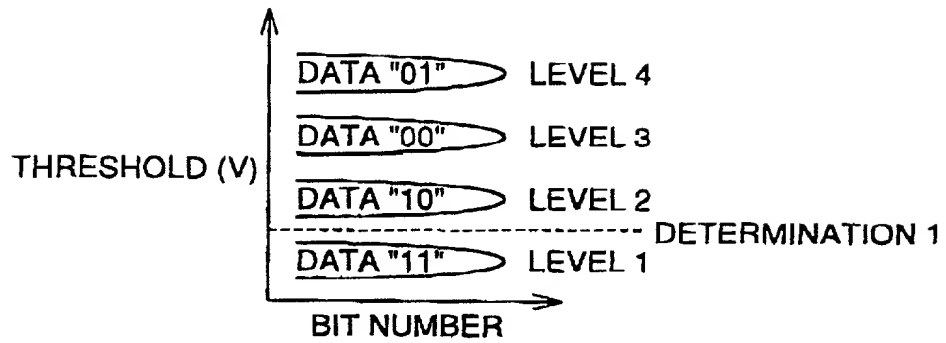 DATA "01" LEVEL 4
DATA "00" LEVEL 3
THRESHOLD (V)
DATA "10" LEVEL 2
DETERMINATION 1
DATA "11" LEVEL 1
BIT NUMBER